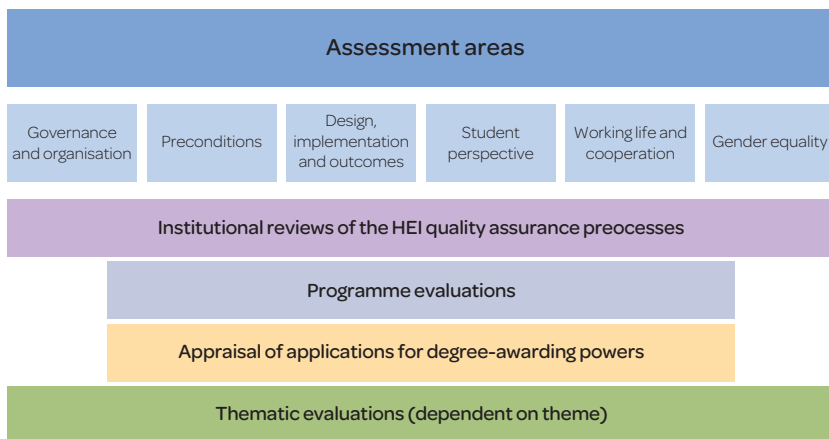 Assessment areas
Governance
and organisation
Preconditions
Design,
implementation
and outcomes
Student
perspective
Working life and
cooperation
Gender equality
Institutional reviews of the HEI quality assurance preocesses
Programme evaluations
Appraisal of applications for degree-awarding powers
Thematic evaluations (dependent on theme)